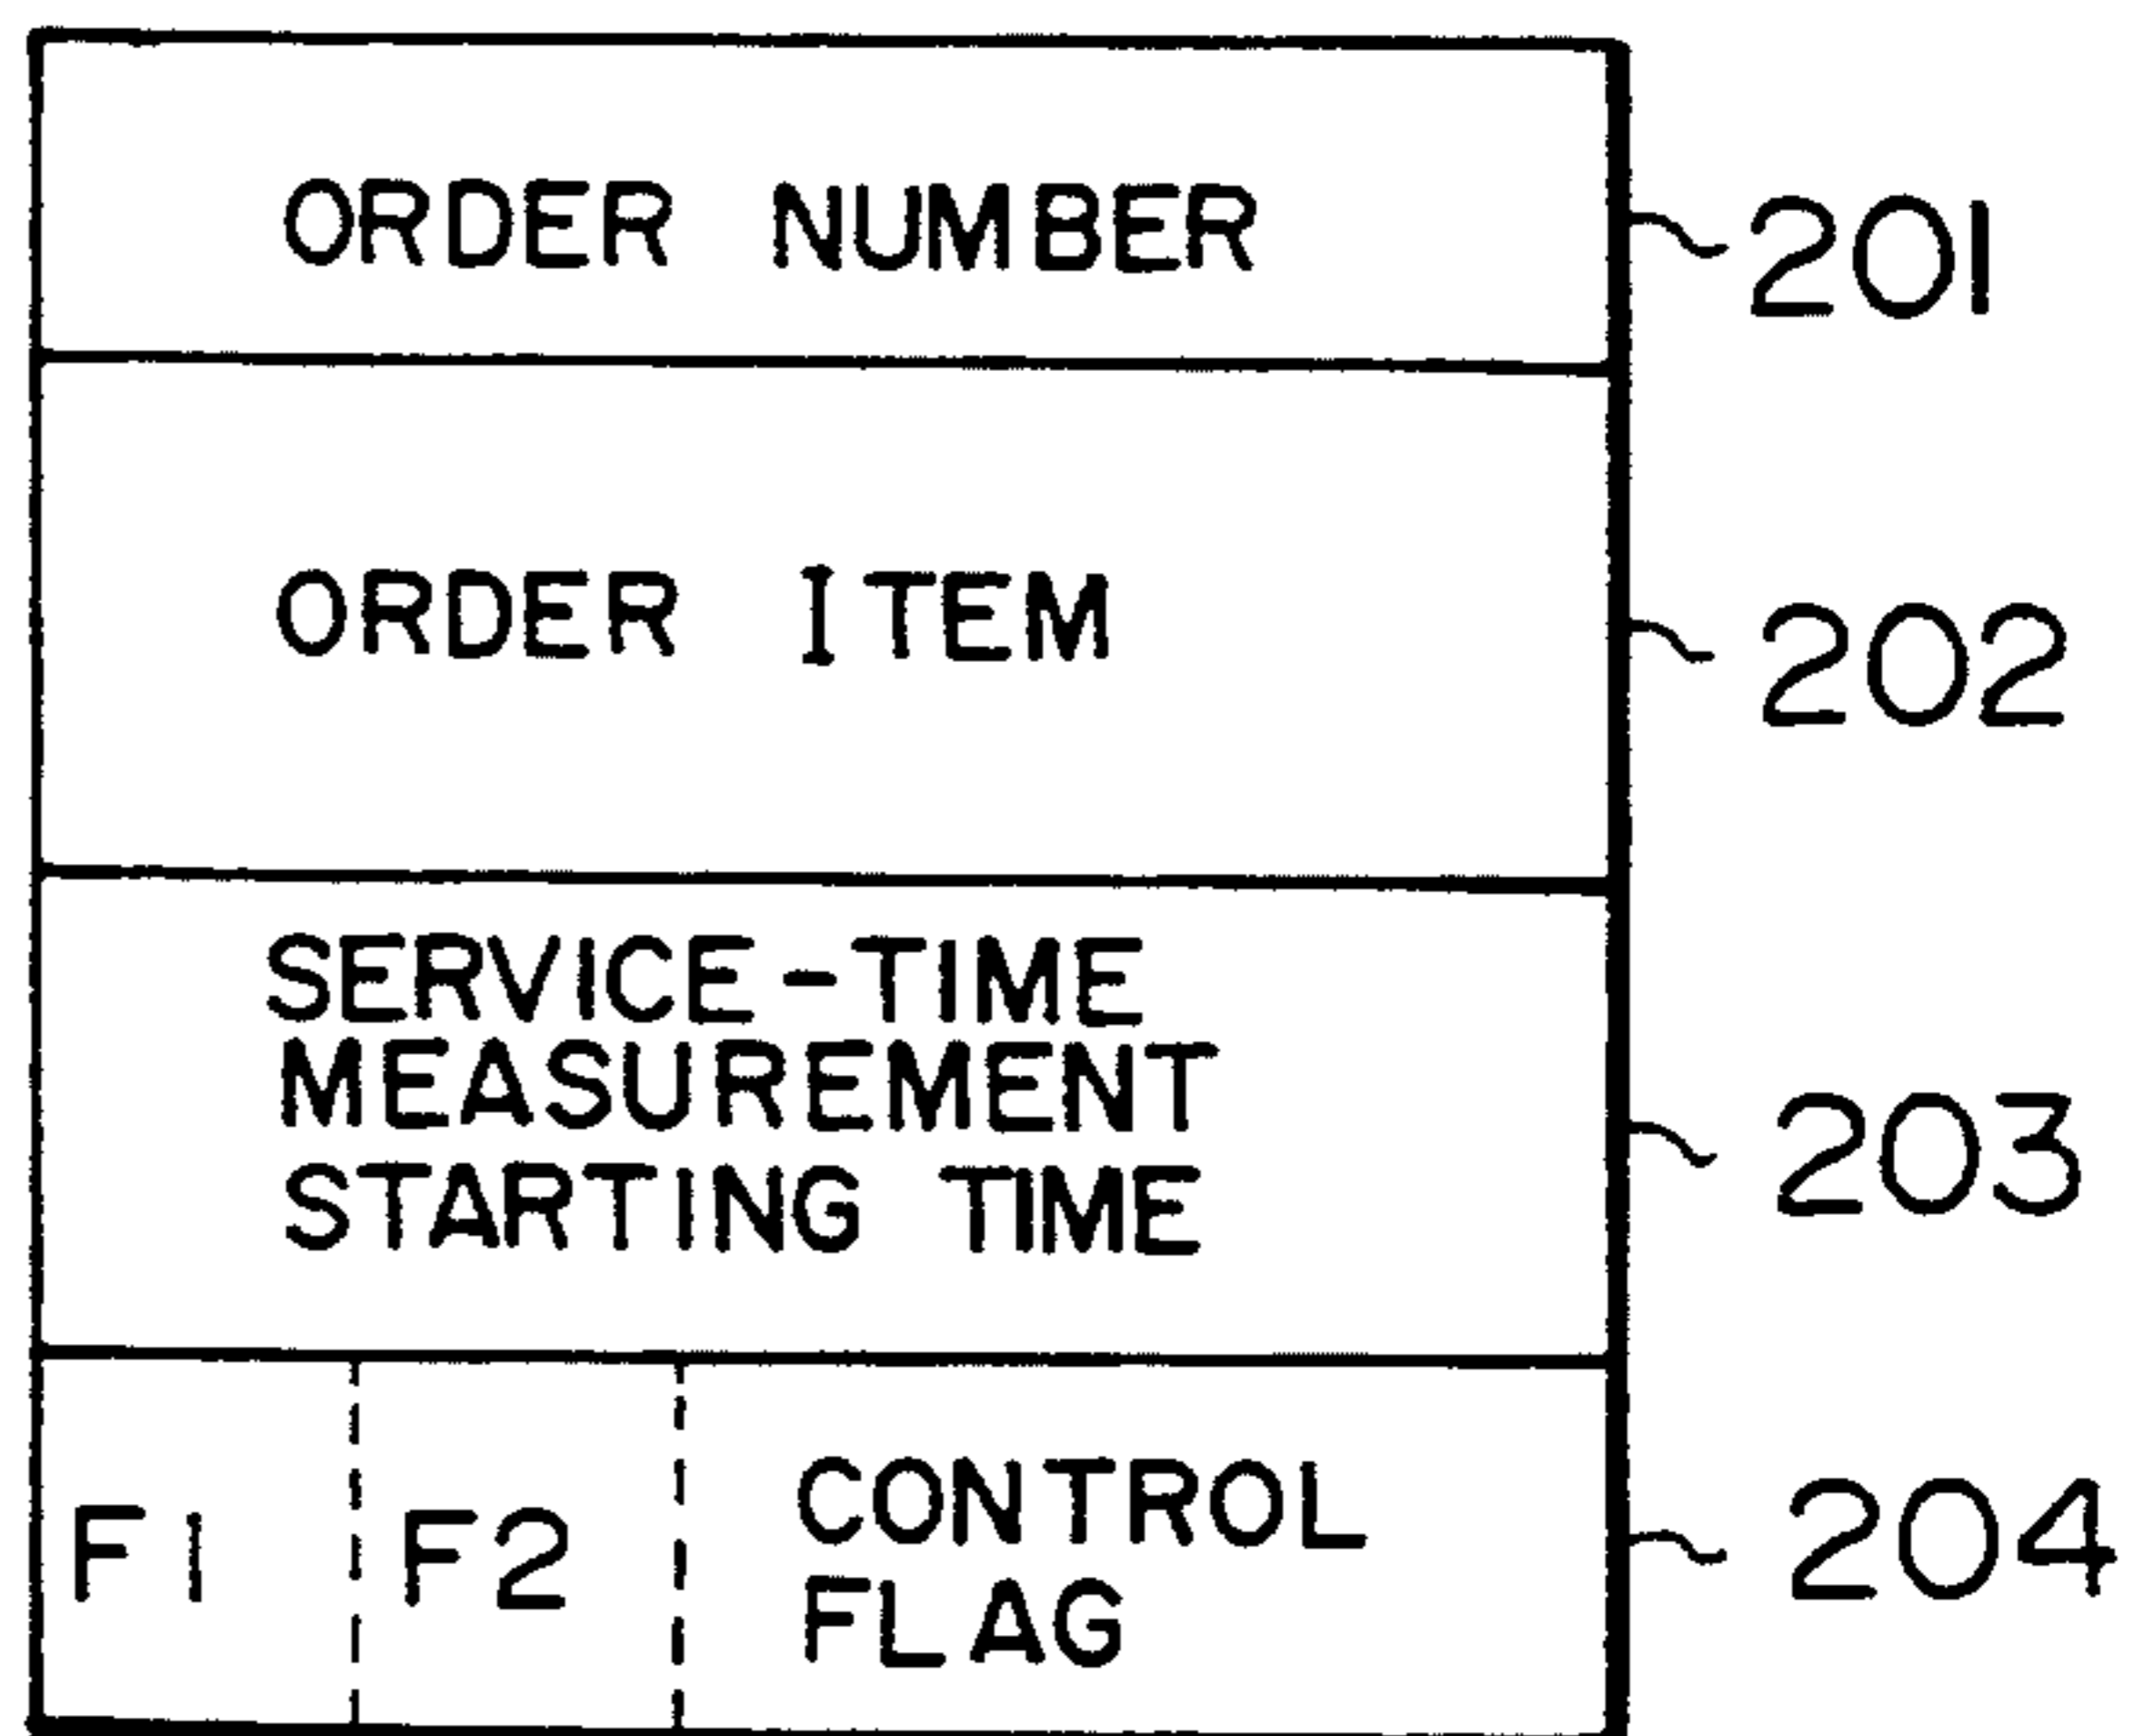 ORDER NUMBER 201
ORDER ITEM 202
SERVICE-TIME
MEASUREMENT
STARTING TIME
203
F1 F2 CONTROL
FLAG
204